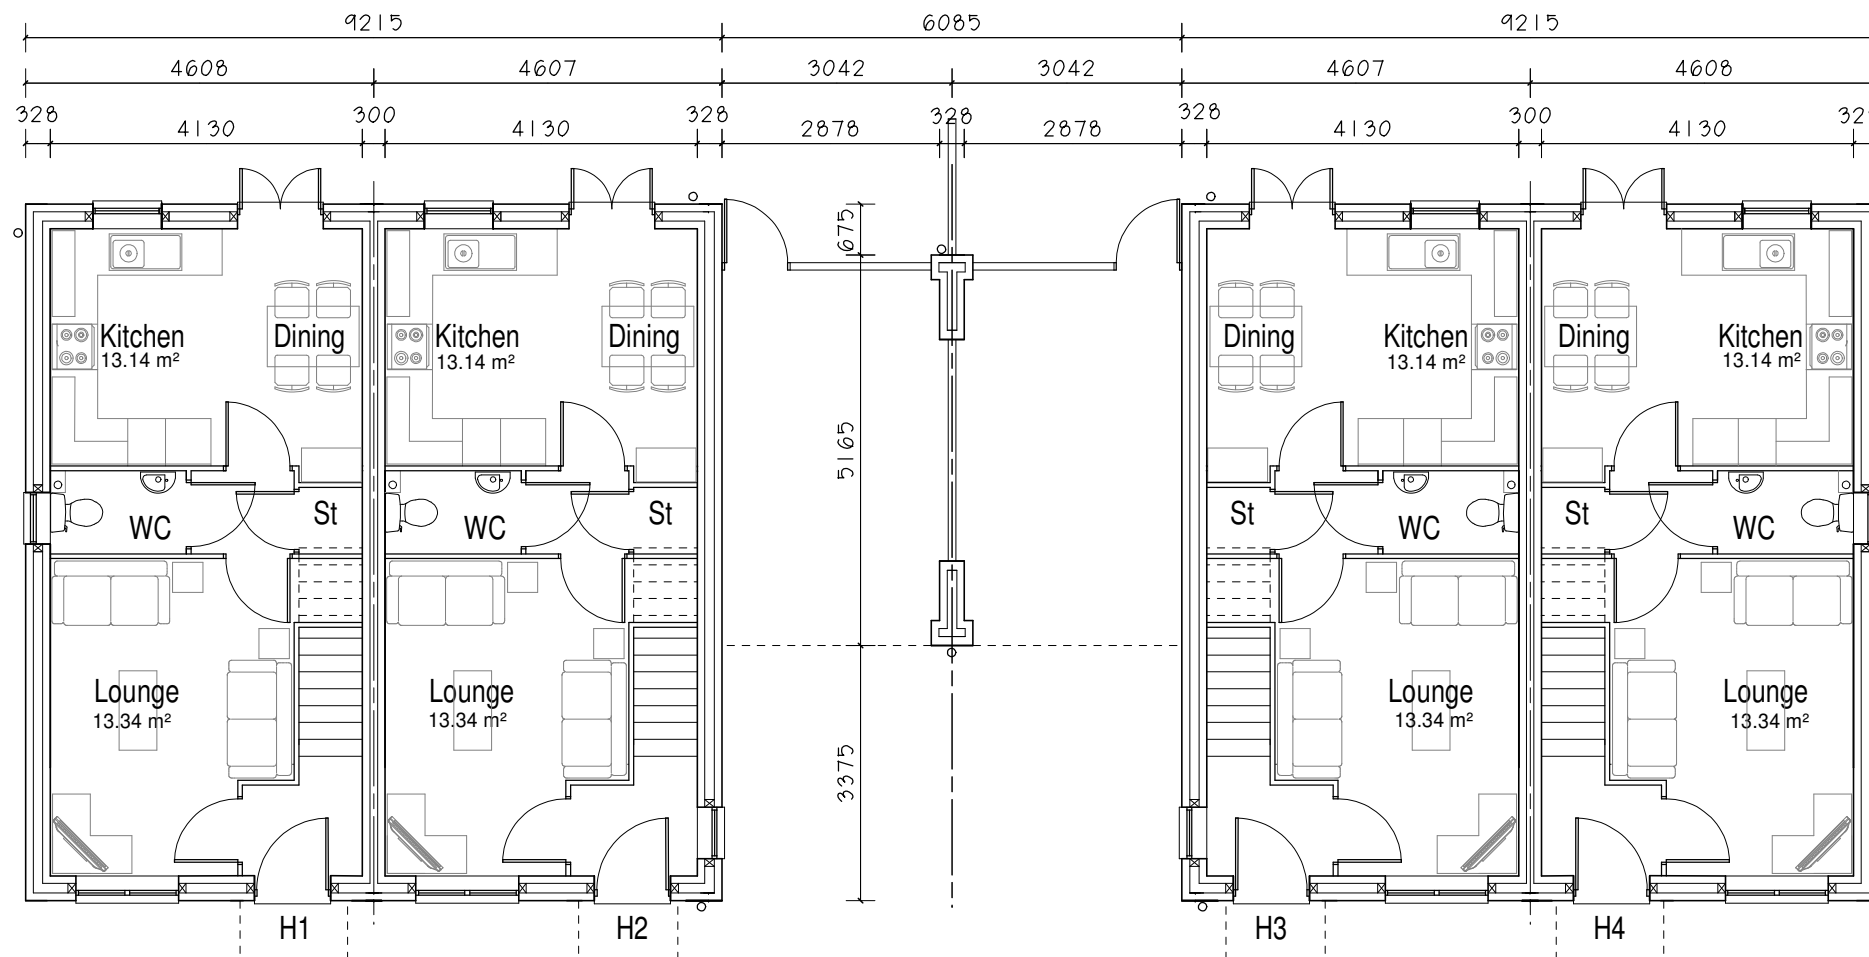 9215 6085 9215
4608 4607 3042 3042 4607 4608
328 4130 300 4130 328 2878 328 2878 328 4130 300 4130 328
675
Kitchen Dining Kitchen Dining Dining Kitchen Dining Kitchen
13.14 m² 13.14 m² 13.14 m² 13.14 m²
5165
WC St WC St St WC St WC
Lounge Lounge Lounge Lounge
13.34 m² 13.34 m² 13.34 m² 13.34 m²
3375
H1 H2 H3 H4